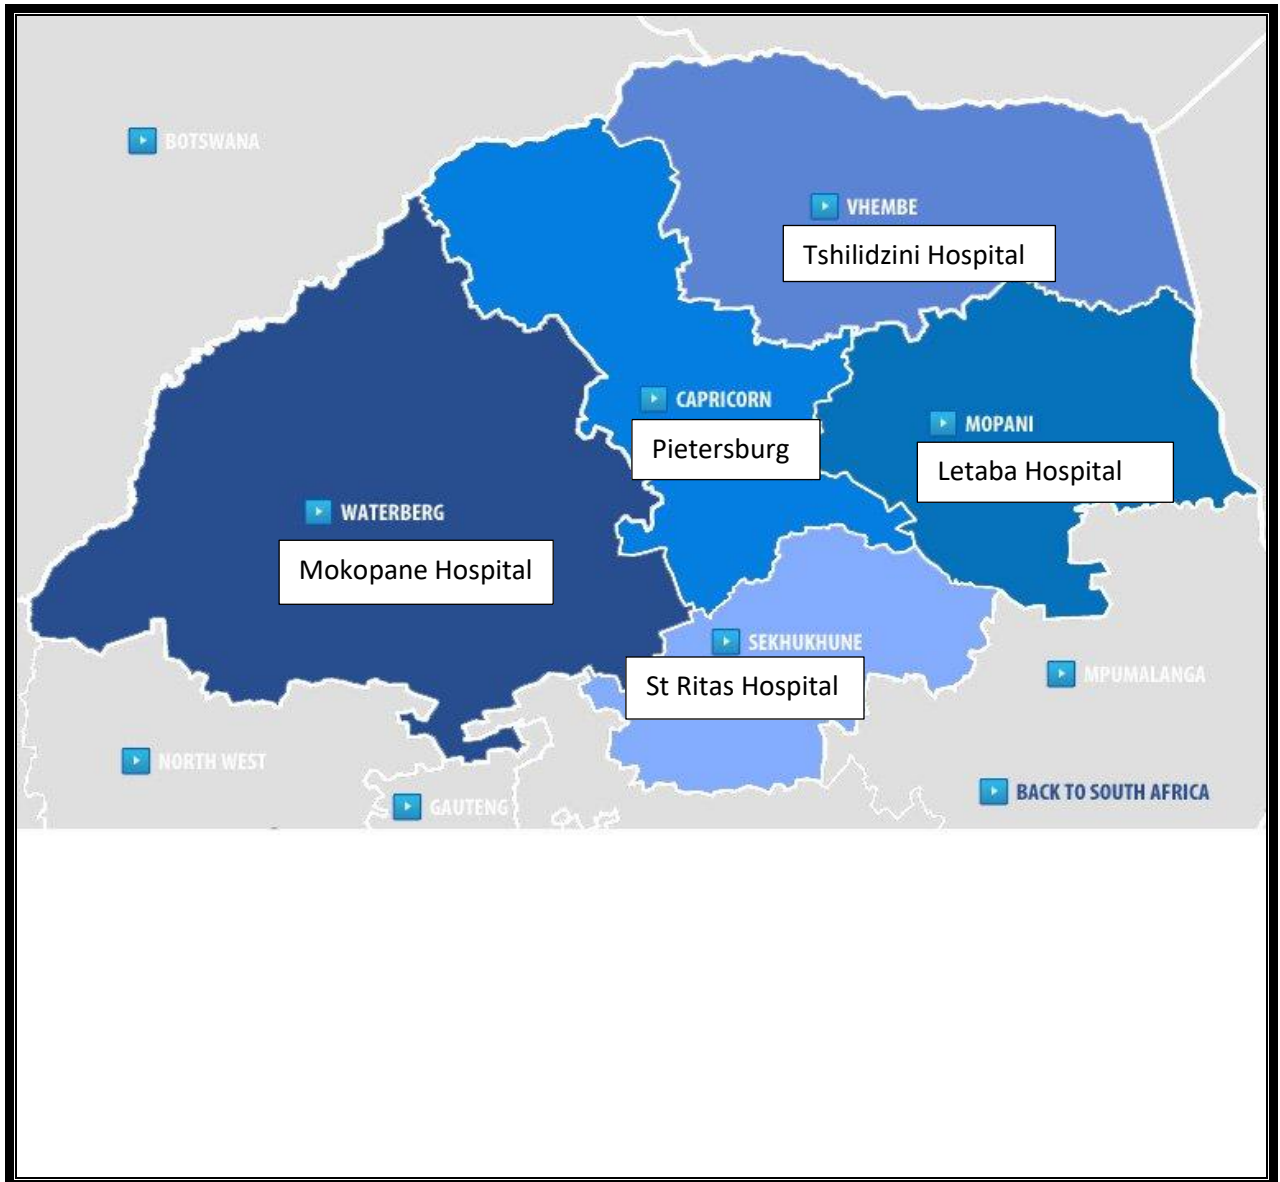 BOTSWANA
VHEMBE
Tshilidzini Hospital
CAPRICORN
Pietersburg
MOPANI
Letaba Hospital
WATERBERG
Mokopane Hospital
SEKHUKHUNE
St Ritas Hospital
MPUMALANGA
NORTH WEST
GAUTENG
BACK TO SOUTH AFRICA